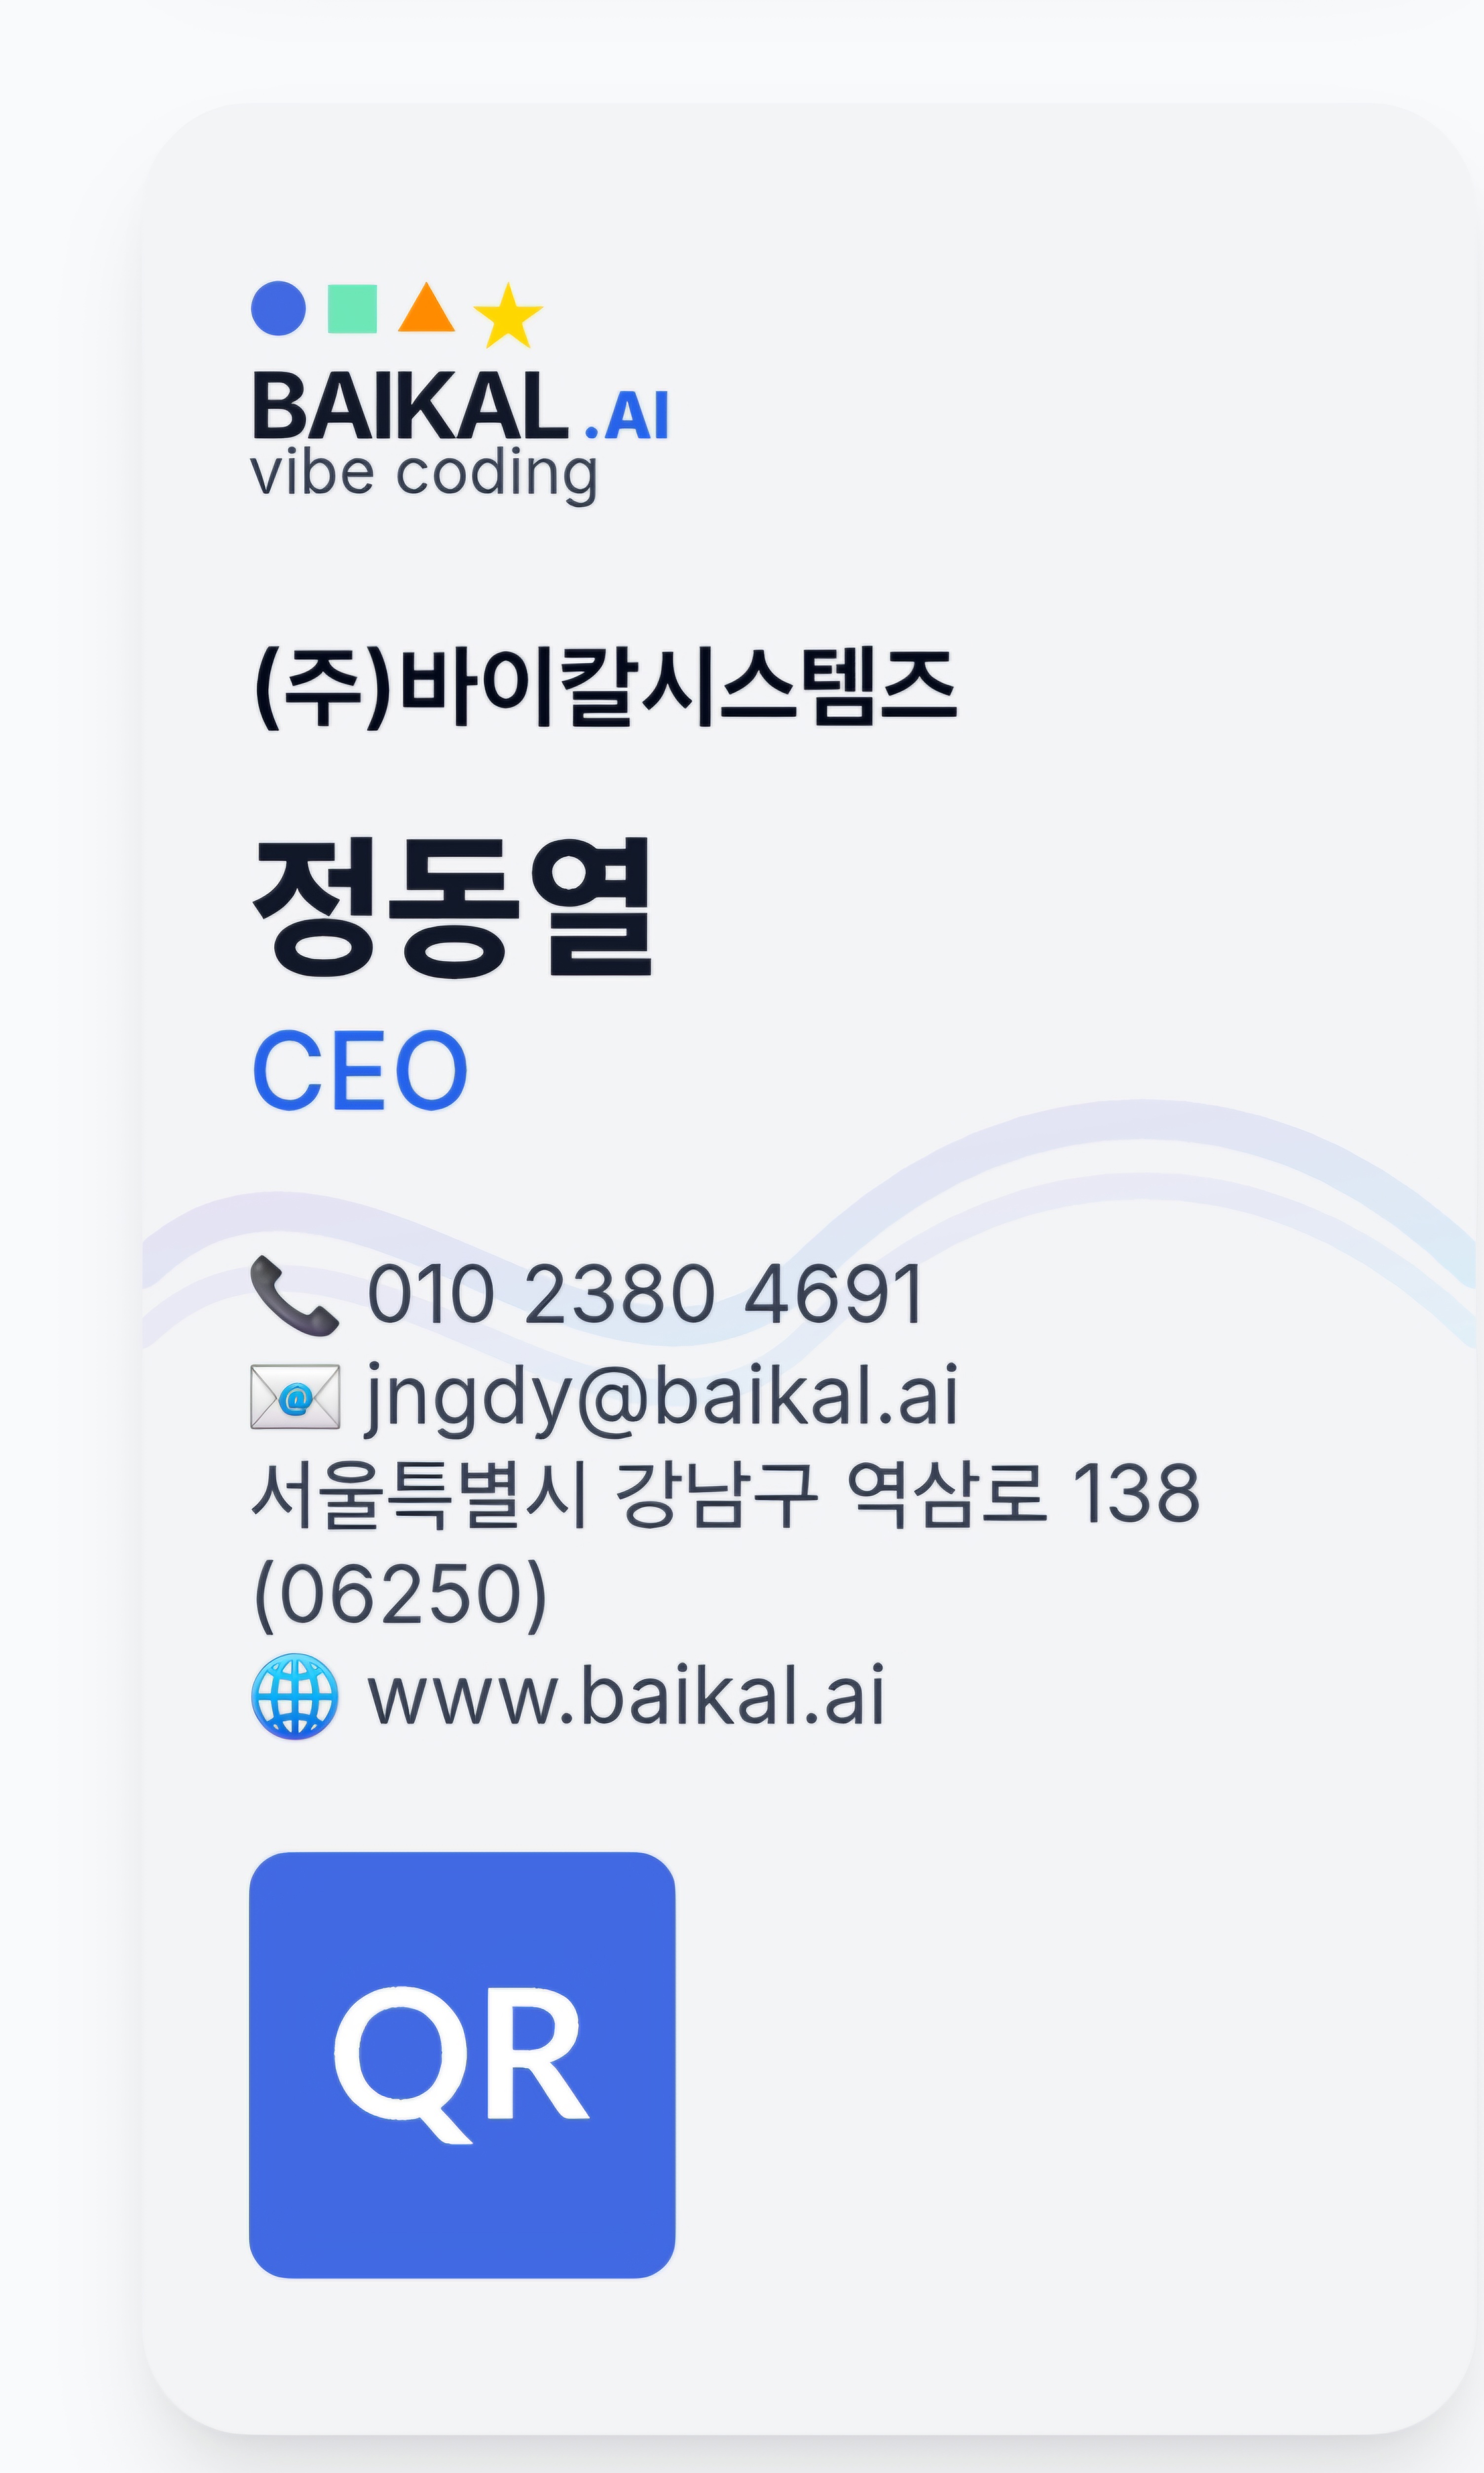 BAIKAL.AI
vibe coding
(주)바이칼시스템즈
정동열
CEO
010 2380 4691
jngdy@baikal.ai
서울특별시 강남구 역삼로 138
(06250)
www.baikal.ai
QR